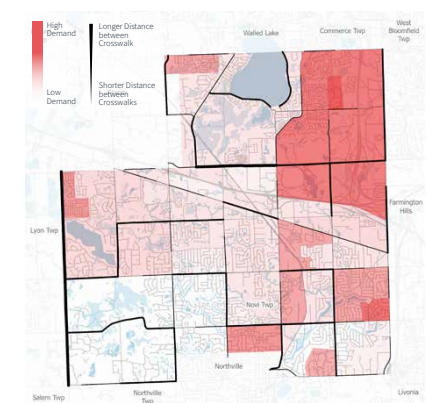 High
Demand
Low
Demand
Longer Distance
between
Crosswalk
Shorter Distance
between
Crosswalks
Walled Lake
Commerce Twp
West
Bloomfield
Twp
Farmington
Hills
Lyon Twp
Novi Twp
Northville
Salem Twp
Northville
Twp
Livonia